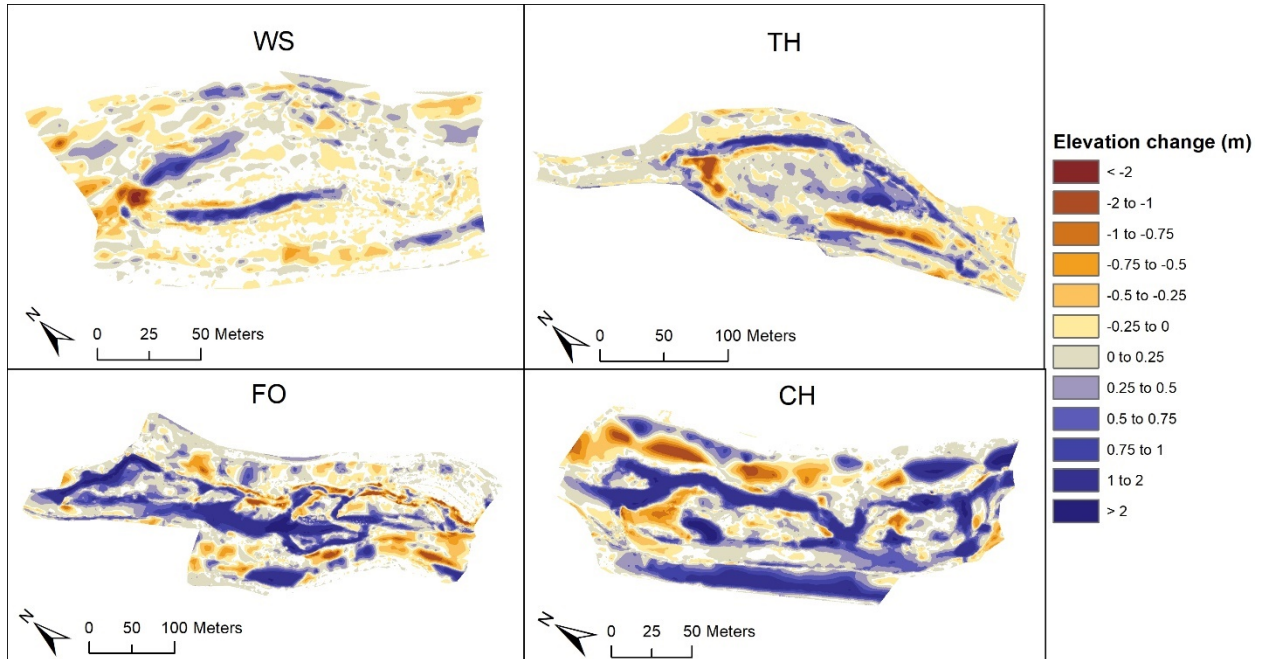 WS
N
0 25 50 Meters
TH
N
0 50 100 Meters
FO
N
0 50 100 Meters
CH
N
0 25 50 Meters
Elevation change (m)
< -2
-2 to -1
-1 to -0.75
-0.75 to -0.5
-0.5 to -0.25
-0.25 to 0
0 to 0.25
0.25 to 0.5
0.5 to 0.75
0.75 to 1
1 to 2
> 2